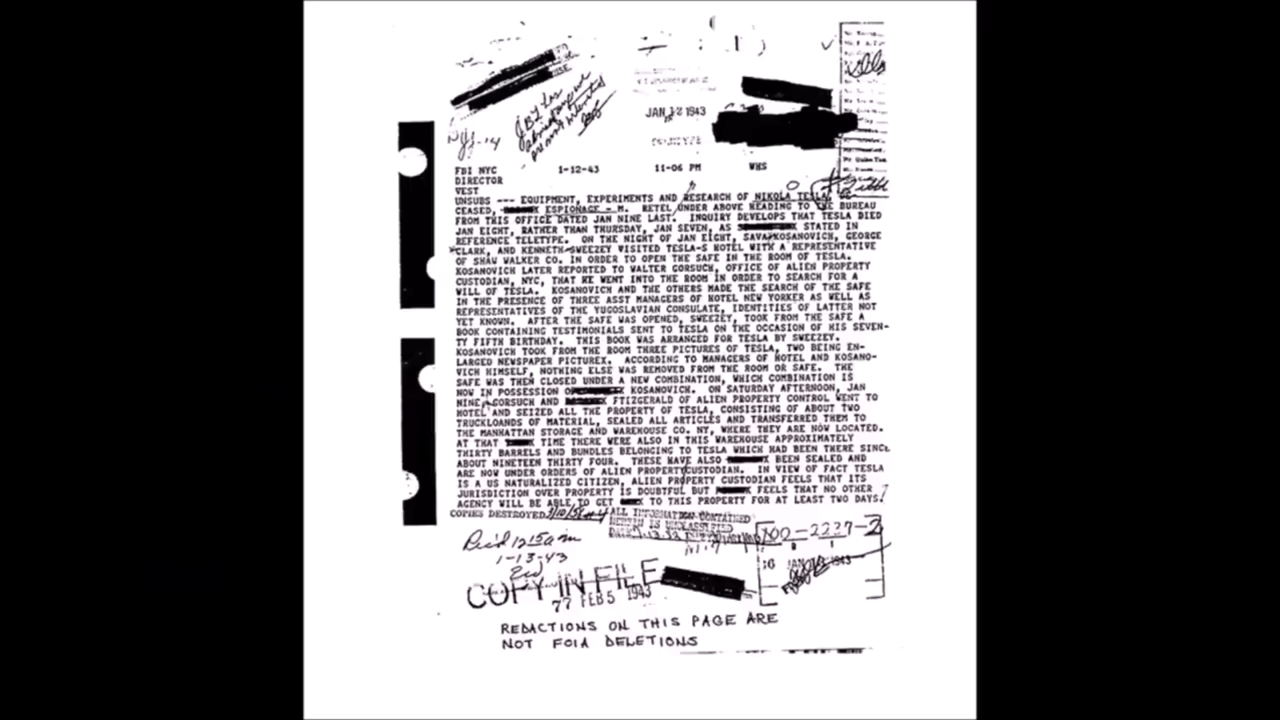 JAN 12 1943
FBI NYC 1-12-43 11-06 PM WHS
DIRECTOR
VEST
UNSUBS --- EQUIPMENT, EXPERIMENTS AND RESEARCH OF NIKOLA TESLA, DE
CEASED, X ESPIONAGE - M. RETEL UNDER ABOVE HEADING TO THE BUREAU
FROM THIS OFFICE DATED JAN NINE LAST. INQUIRY DEVELOPS THAT TESLA DIED
JAN EIGHT, RATHER THAN THURSDAY, JAN SEVEN, AS X STATED IN
REFERENCE TELETYPE. ON THE NIGHT OF JAN EIGHT, SAVA KOSANOVICH, GEORGE
CLARK, AND KENNETH SWEEZEY VISITED TESLA-S HOTEL WITH A REPRESENTATIVE
OF SHAW WALKER CO. IN ORDER TO OPEN THE SAFE IN THE ROOM OF TESLA.
KOSANOVICH LATER REPORTED TO WALTER GORSUCH, OFFICE OF ALIEN PROPERTY
CUSTODIAN, NYC, THAT HE WENT INTO THE ROOM IN ORDER TO SEARCH FOR A
WILL OF TESLA. KOSANOVICH AND THE OTHERS MADE THE SEARCH OF THE SAFE
IN THE PRESENCE OF THREE ASST MANAGERS OF HOTEL NEW YORKER AS WELL AS
REPRESENTATIVES OF THE YUGOSLAVIAN CONSULATE, IDENTITIES OF LATTER NOT
YET KNOWN. AFTER THE SAFE WAS OPENED, SWEEZEY, TOOK FROM THE SAFE A
BOOK CONTAINING TESTIMONIALS SENT TO TESLA ON THE OCCASION OF HIS SEVEN-
TY FIFTH BIRTHDAY. THIS BOOK WAS ARRANGED FOR TESLA BY SWEEZEY.
KOSANOVICH TOOK FROM THE ROOM THREE PICTURES OF TESLA, TWO BEING EN-
LARGED NEWSPAPER PICTUREX. ACCORDING TO MANAGERS OF HOTEL AND KOSANO-
VICH HIMSELF, NOTHING ELSE WAS REMOVED FROM THE ROOM OR SAFE. THE
SAFE WAS THEN CLOSED UNDER A NEW COMBINATION, WHICH COMBINATION IS
NOW IN POSSESSION O X KOSANOVICH. ON SATURDAY AFTERNOON, JAN
NINE, GORSUCH AND X FTIZGERALD OF ALIEN PROPERTY CONTROL WENT TO
HOTEL AND SEIZED ALL THE PROPERTY OF TESLA, CONSISTING OF ABOUT TWO
TRUCKLOANDS OF MATERIAL, SEALED ALL ARTICLES AND TRANSFERRED THEM TO
THE MANHATTAN STORAGE AND WAREHOUSE CO. NY, WHERE THEY ARE NOW LOCATED.
AT THAT X TIME THERE WERE ALSO IN THIS WAREHOUSE APPROXIMATELY
THIRTY BARRELS AND BUNDLES BELONGING TO TESLA WHICH HAD BEEN THERE SINCE
ABOUT NINETEEN THIRTY FOUR. THESE HAVE ALSO X BEEN SEALED AND
ARE NOW UNDER ORDERS OF ALIEN PROPERTY CUSTODIAN. IN VIEW OF FACT TESLA
IS A US NATURALIZED CITIZEN, ALIEN PROPERTY CUSTODIAN FEELS THAT ITS
JURISDICTION OVER PROPERTY IS DOUBTFUL BUT X FEELS THAT NO OTHER
AGENCY WILL BE ABLE TO GET X TO THIS PROPERTY FOR AT LEAST TWO DAYS.
COPIES DESTROYED
ALL INFORMATION CONTAINED
HEREIN IS UNCLASSIFIED
100-2237-2
Rec'd 12 15 a m
1-13-43
COPY IN FILE
77 FEB 5 1943
REDACTIONS ON THIS PAGE ARE
NOT FOIA DELETIONS